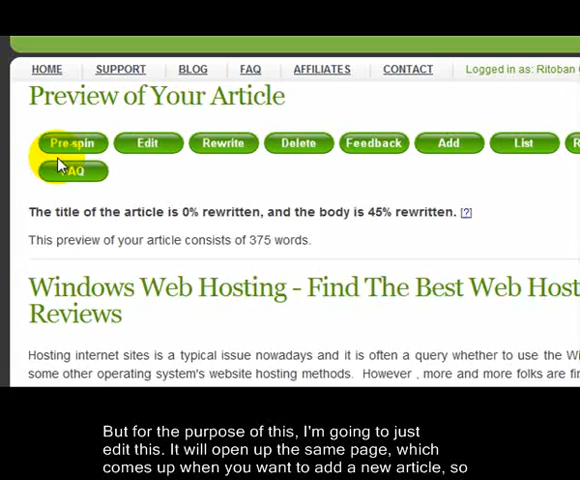 HOME SUPPORT BLOG FAQ AFFILIATES CONTACT Logged in as: Ritoban
Preview of Your Article
Pre-spin Edit Rewrite Delete Feedback Add List R
FAQ
The title of the article is 0% rewritten, and the body is 45% rewritten. [?]
This preview of your article consists of 375 words.
Windows Web Hosting - Find The Best Web Host
Reviews
Hosting internet sites is a typical issue nowadays and it is often a query whether to use the Wi
some other operating system's website hosting methods. However , more and more folks are fi
But for the purpose of this, I'm going to just
edit this. It will open up the same page, which
comes up when you want to add a new article, so